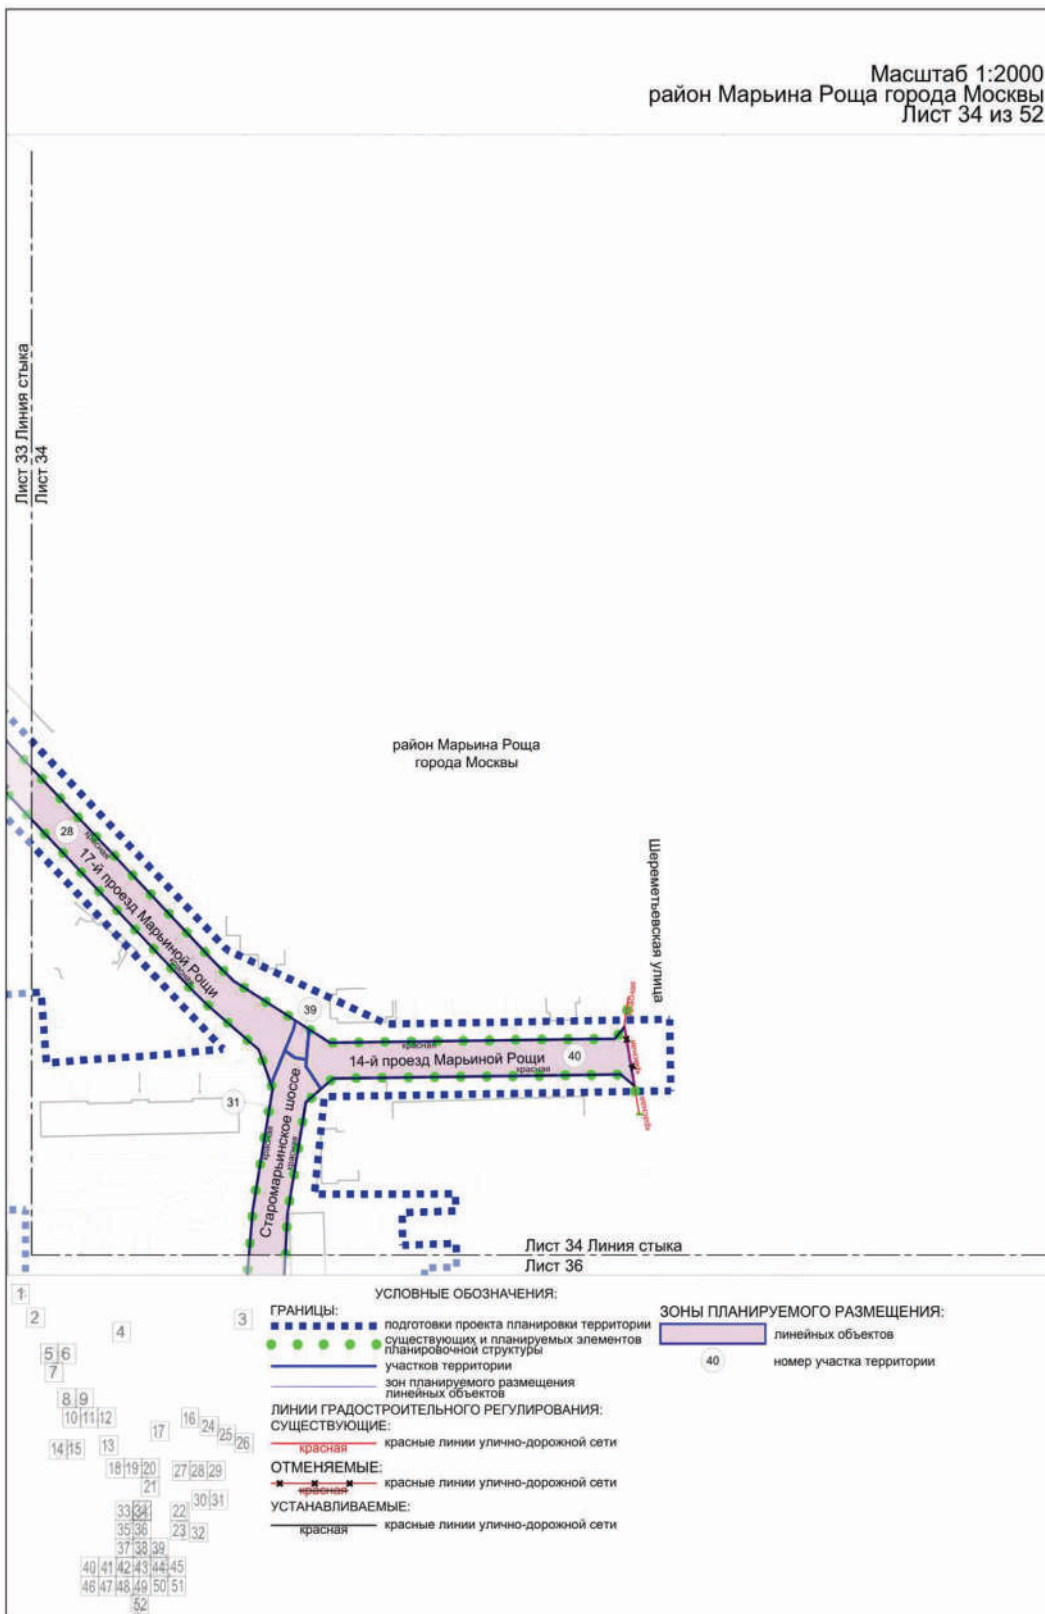 Масштаб 1:2000
район Марьина Роща города Москвы
Лист 34 из 52
Лист 33 Линия стыка
Лист 34
район Марьина Роща
города Москвы
28
красная
17-й проезд Марьиной Рощи
красная
Шереметьевская улица
39
красная
красная
14-й проезд Марьиной Рощи
40
красная
красная
красная
31
Старомарьинское шоссе
красная
красная
Лист 34 Линия стыка
Лист 36
1
2
3
4
5 6
7
8 9
10 11 12
16
24
17
25
26
14 15
13
18 19 20
27 28 29
21
30 31
33 34
22
35 36
23 32
37 38 39
40 41 42 43 44 45
46 47 48 49 50 51
52
УСЛОВНЫЕ ОБОЗНАЧЕНИЯ:
ГРАНИЦЫ:
подготовки проекта планировки территории
существующих и планируемых элементов
планировочной структуры
участков территории
зон планируемого размещения
линейных объектов
ЛИНИИ ГРАДОСТРОИТЕЛЬНОГО РЕГУЛИРОВАНИЯ:
СУЩЕСТВУЮЩИЕ:
красная
красные линии улично-дорожной сети
ОТМЕНЯЕМЫЕ:
красная
красные линии улично-дорожной сети
УСТАНАВЛИВАЕМЫЕ:
красная
красные линии улично-дорожной сети
ЗОНЫ ПЛАНИРУЕМОГО РАЗМЕЩЕНИЯ:
линейных объектов
40
номер участка территории